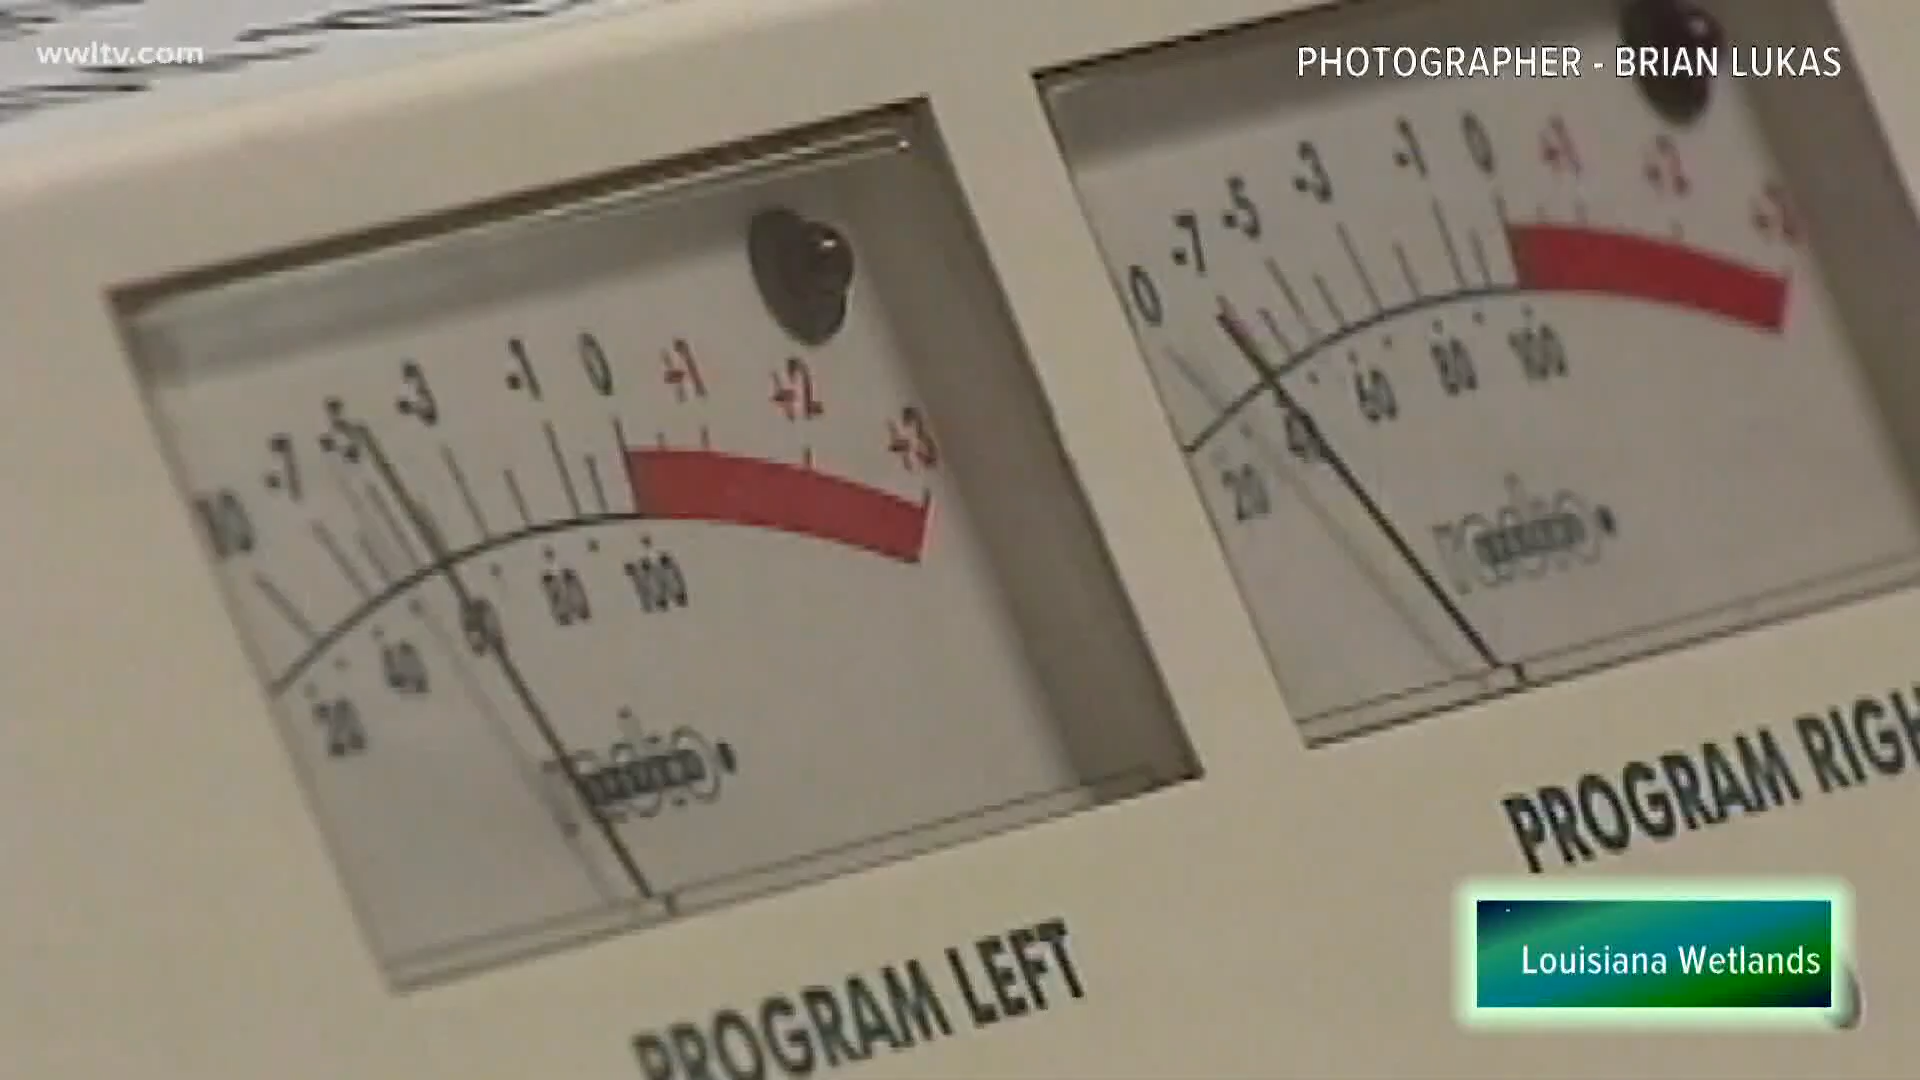 wwltv.com
PHOTOGRAPHER - BRIAN LUKAS
-7 -5 -3 -1 0 +1 +2 +3
20 40 80 100
PROGRAM LEFT
0 -7 -5 -3 -1 0 +1 +2
20 40 60 80 100
PROGRAM RIGH
Louisiana Wetlands